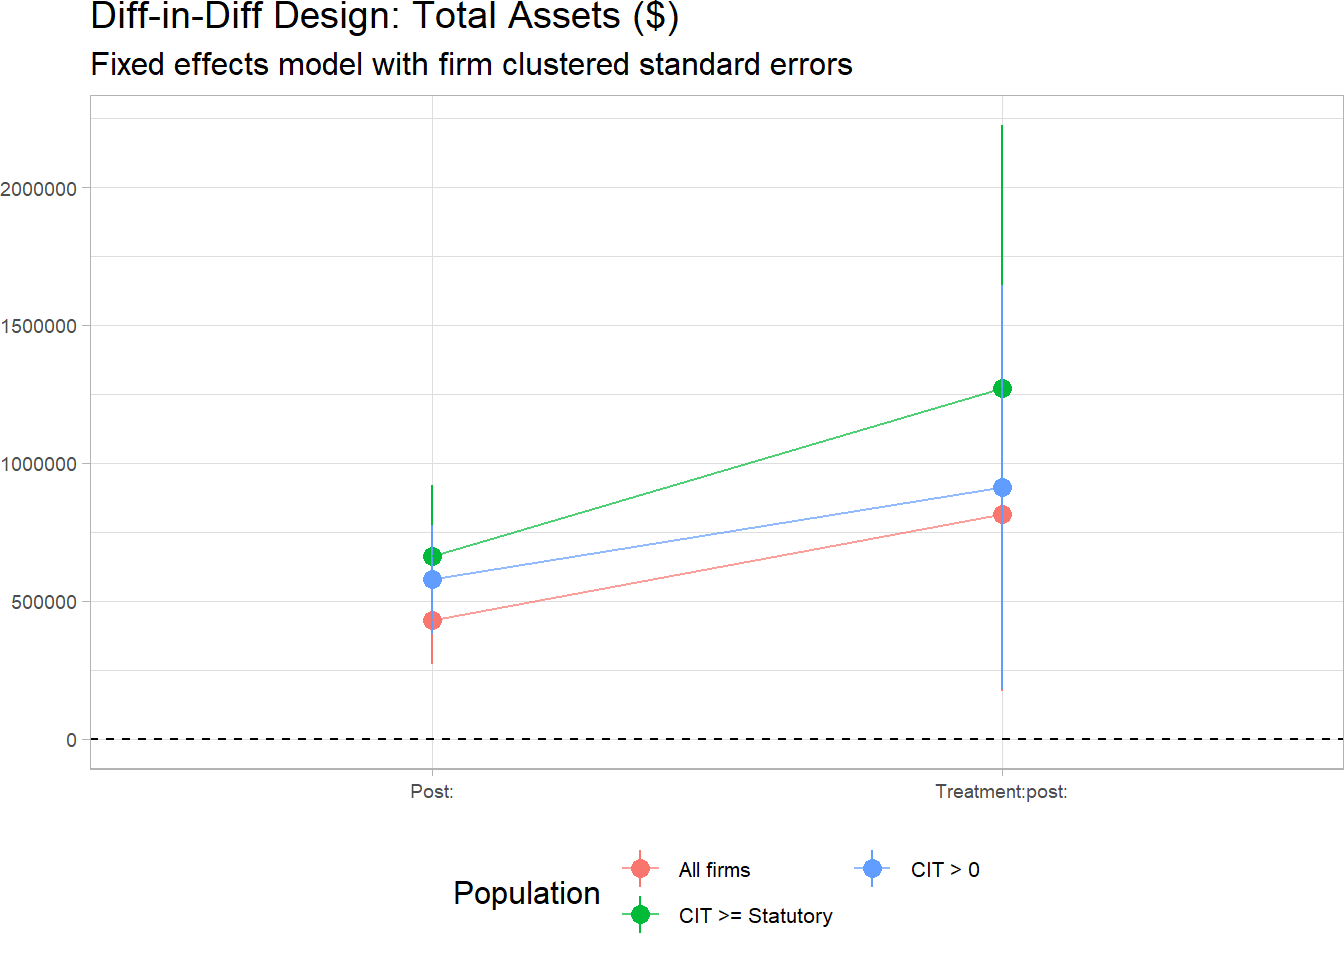 Diff-in-Diff Design: Total Assets ($)
Fixed effects model with firm clustered standard errors
2000000
1500000
1000000
500000
0
Post:
Treatment:post:
Population
All firms
CIT > 0
CIT >= Statutory